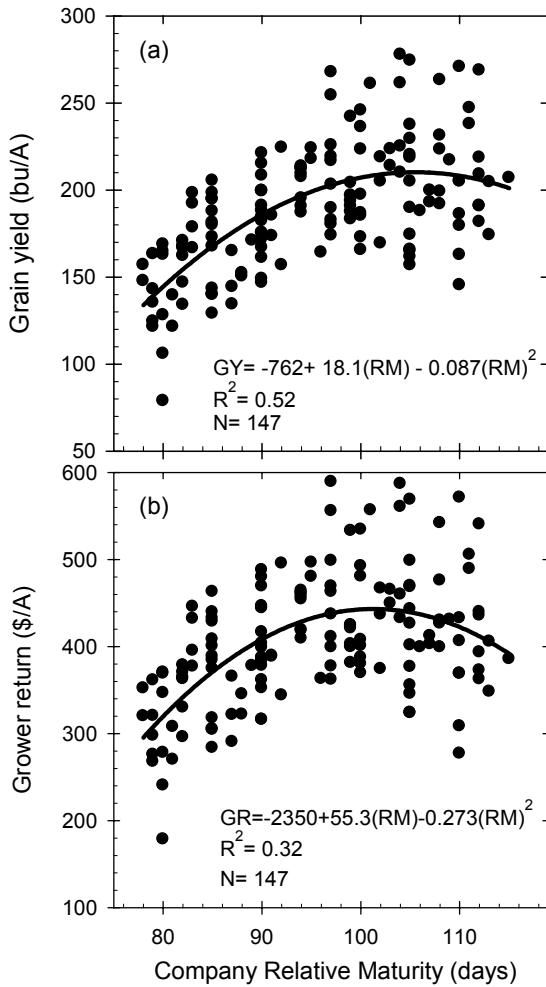 300
(a)
250
200
150
100
50
Grain yield (bu/A)
GY= -762+ 18.1(RM) - 0.087(RM)²
R²= 0.52
N= 147
600
(b)
500
400
300
200
100
Grower return ($/A)
GR=-2350+55.3(RM)-0.273(RM)²
R²= 0.32
N= 147
80 90 100 110
Company Relative Maturity (days)